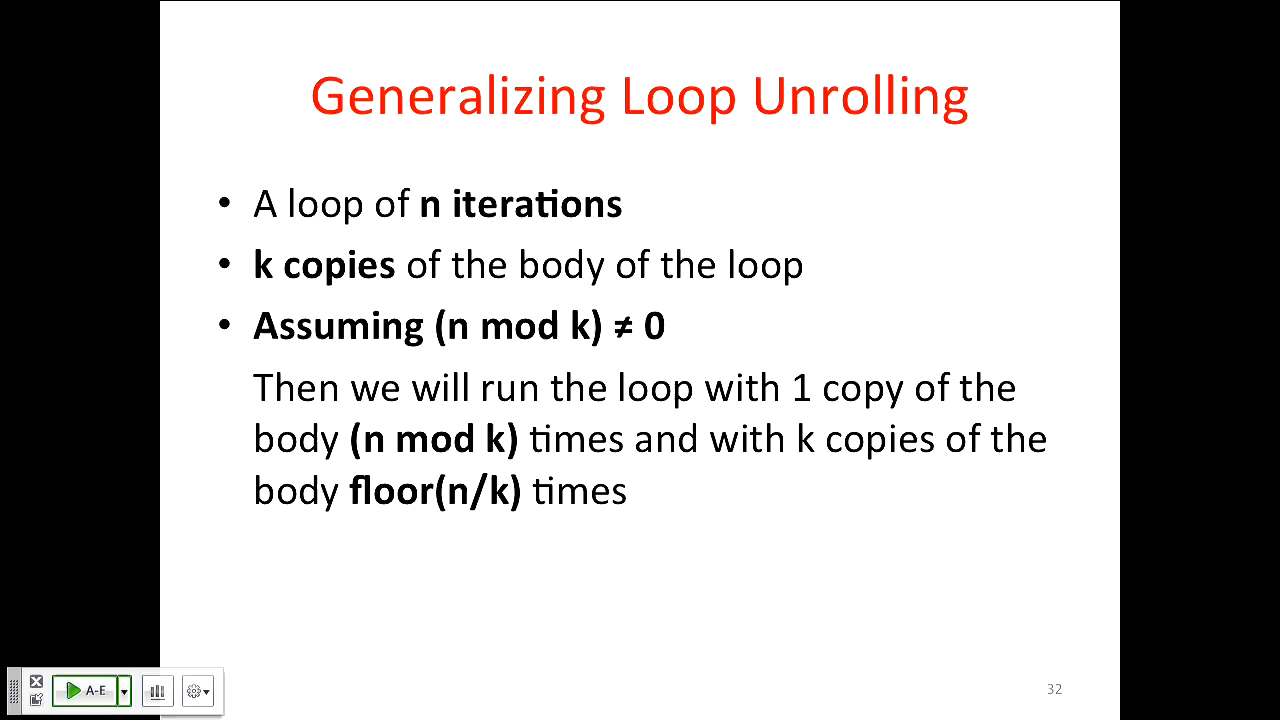 Generalizing Loop Unrolling
• A loop of n iterations
• k copies of the body of the loop
• Assuming (n mod k) ≠ 0
Then we will run the loop with 1 copy of the
body (n mod k) times and with k copies of the
body floor(n/k) times
A-E
32